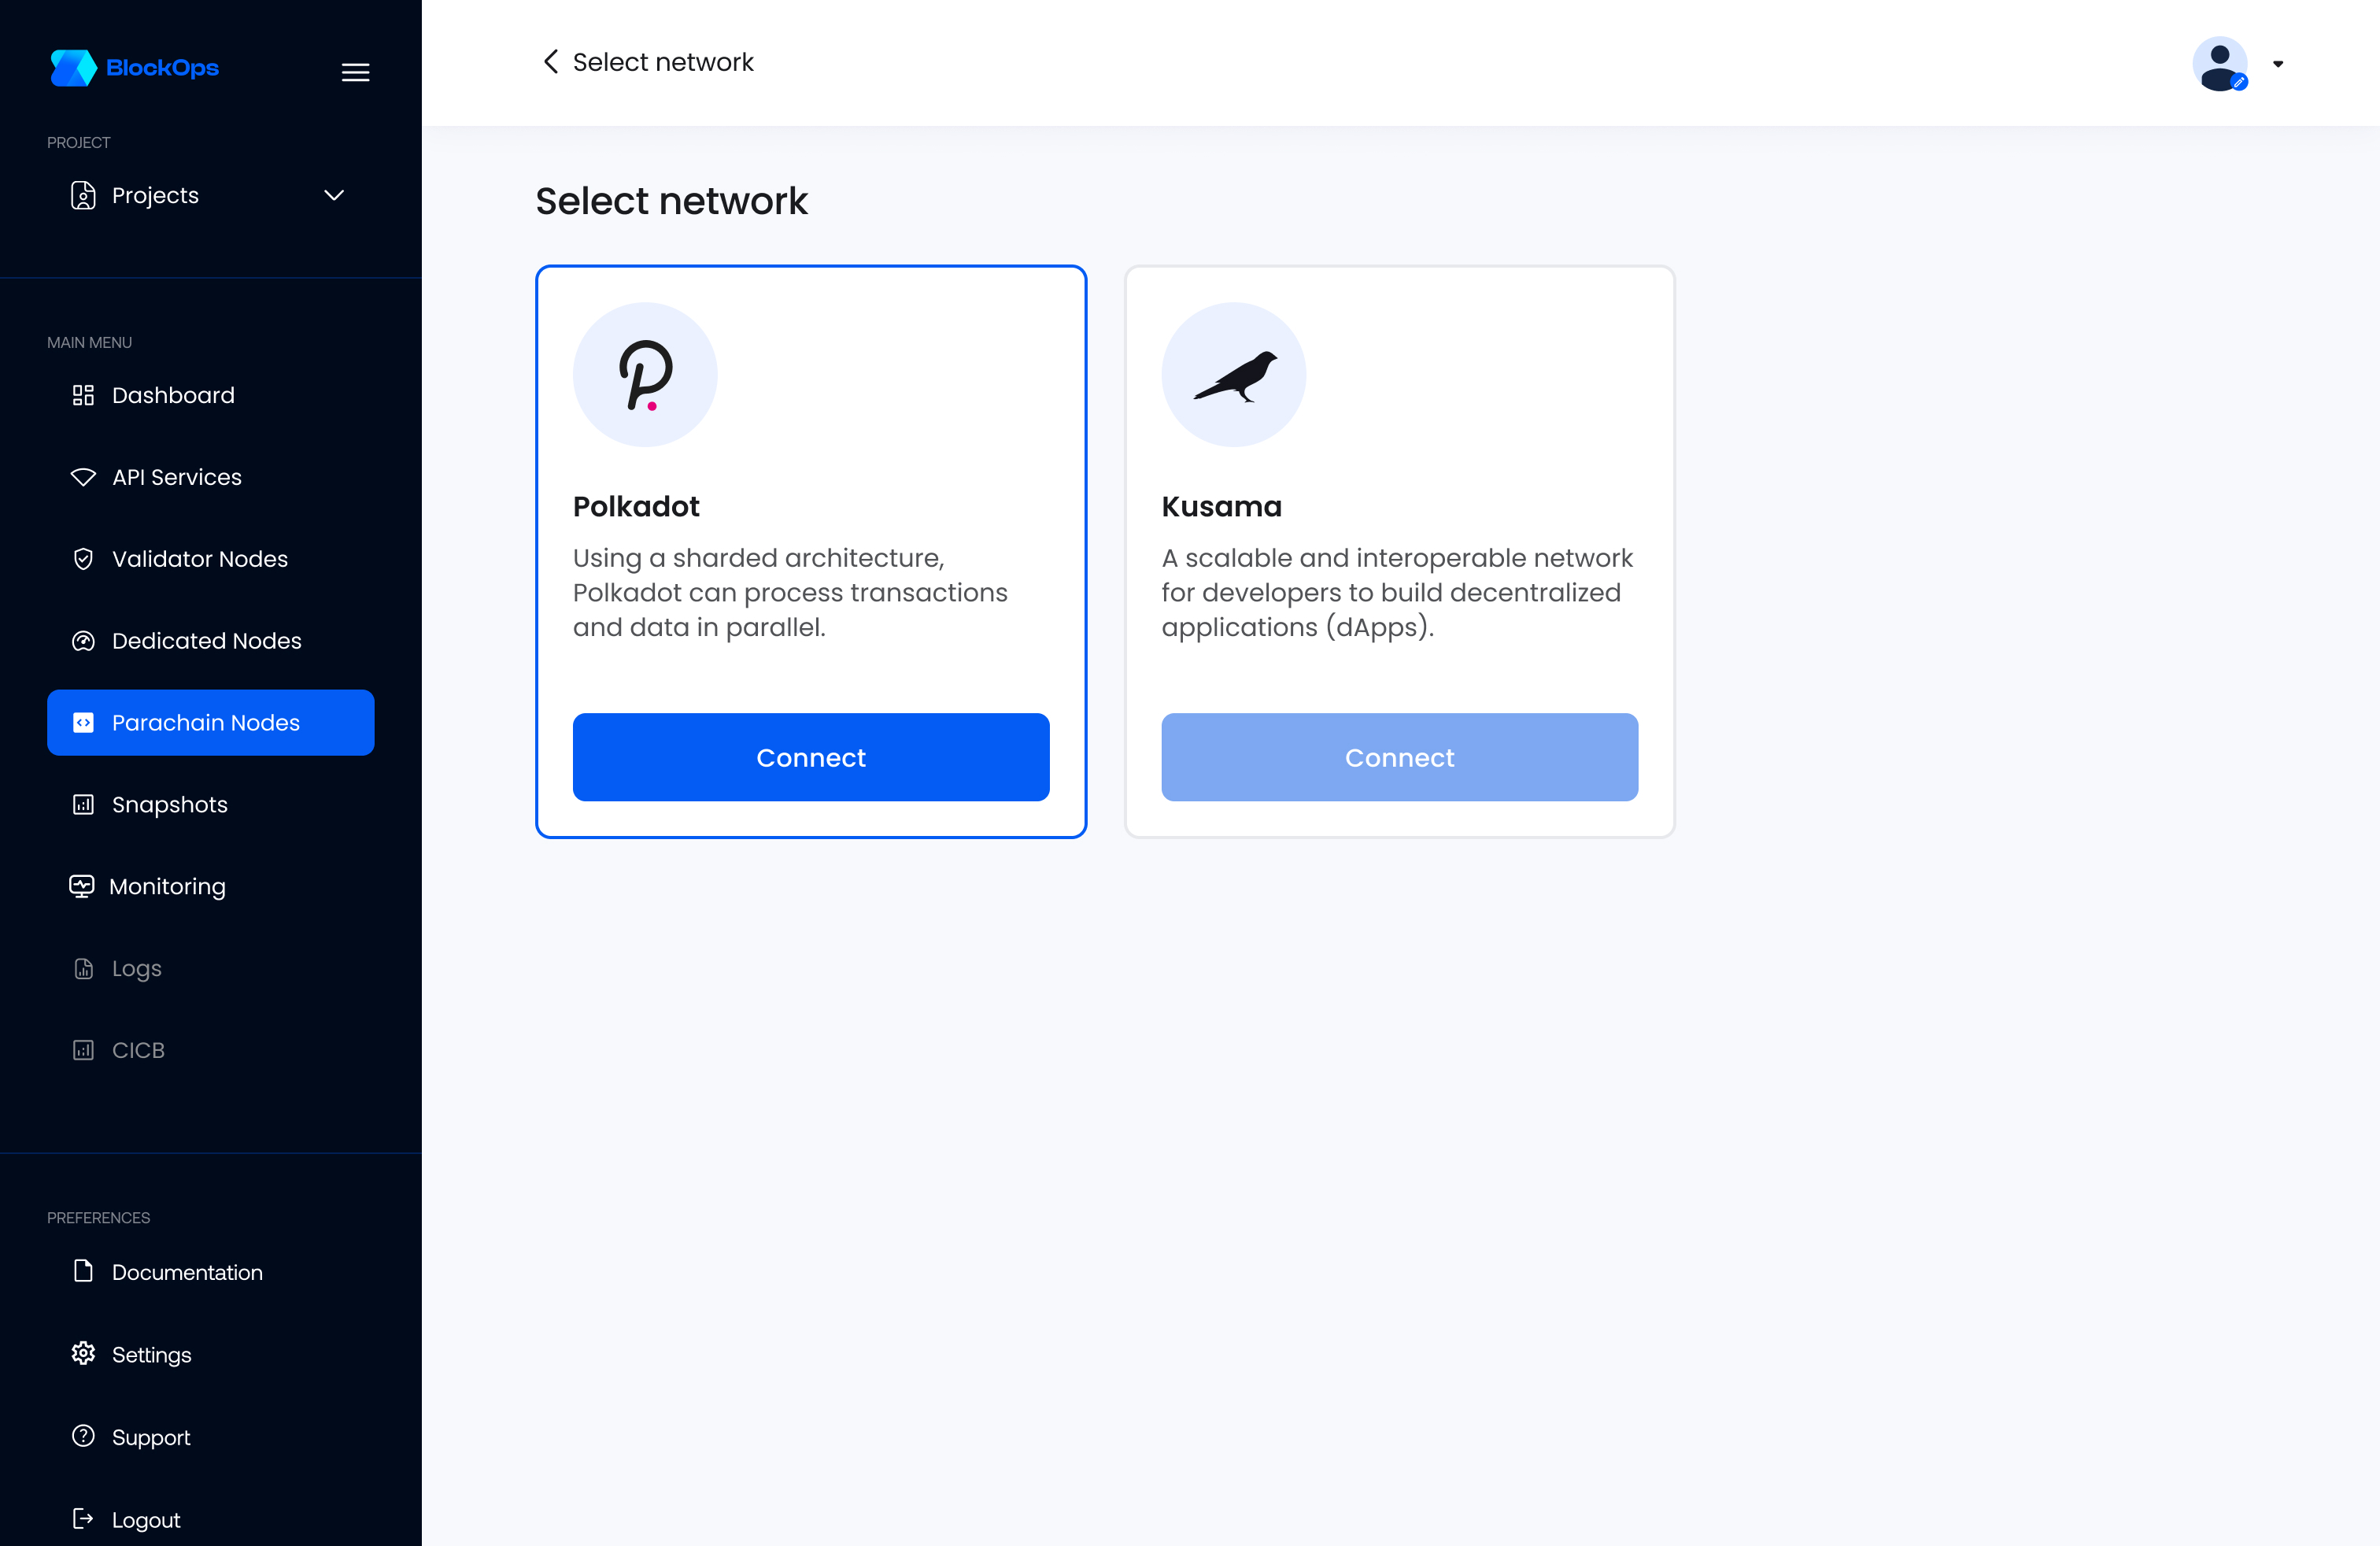 BlockOps
PROJECT
Projects
MAIN MENU
Dashboard
API Services
Validator Nodes
Dedicated Nodes
Parachain Nodes
Snapshots
Monitoring
Logs
CICB
PREFERENCES
Documentation
Settings
Support
Logout
Select network
Select network
Polkadot
Using a sharded architecture,
Polkadot can process transactions
and data in parallel.
Connect
Kusama
A scalable and interoperable network
for developers to build decentralized
applications (dApps).
Connect